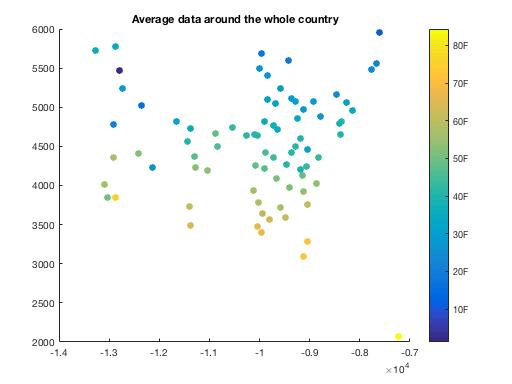 Average data around the whole country
6000
5500
5000
4500
4000
3500
3000
2500
2000
-1.4
-1.3
-1.2
-1.1
-1
-0.9
-0.8
-0.7
×10⁴
80F
70F
60F
50F
40F
30F
20F
10F